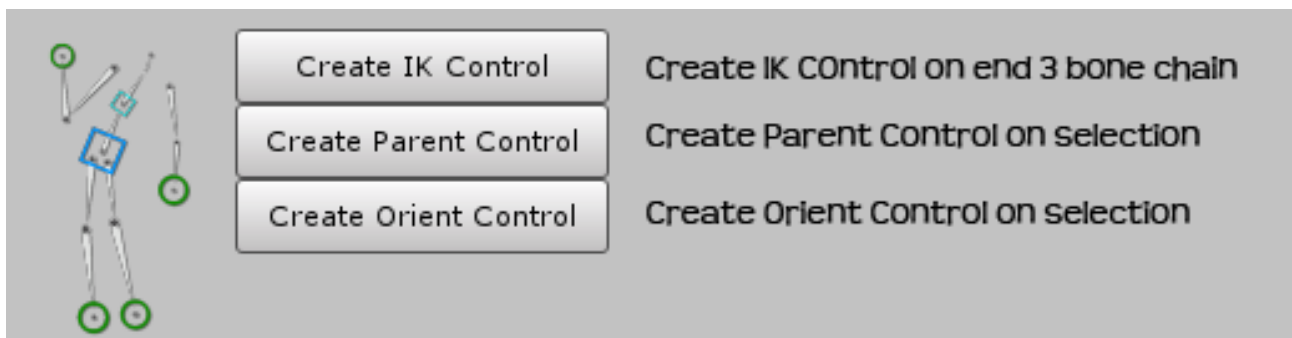 Create IK Control Create IK COntrol on end 3 bone chain
Create Parent Control Create Parent Control on selection
Create Orient Control Create Orient Control on selection